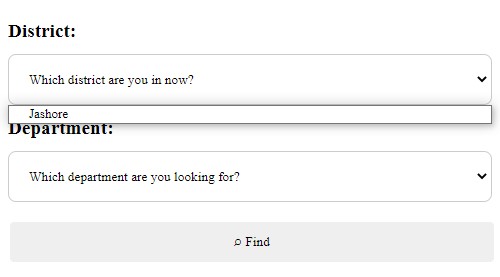 District:
Which district are you in now?
Jashore
Department:
Which department are you looking for?
⌕ Find